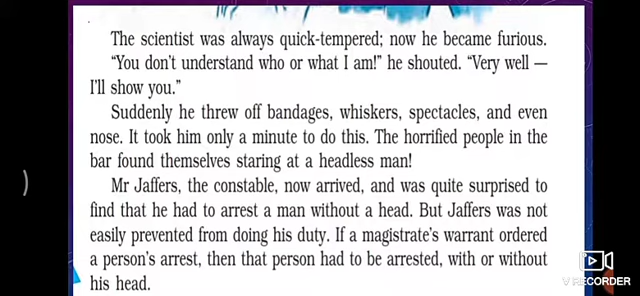 The scientist was always quick-tempered; now he became furious.
“You don’t understand who or what I am!” he shouted. “Very well —
I’ll show you.”
Suddenly he threw off bandages, whiskers, spectacles, and even
nose. It took him only a minute to do this. The horrified people in the
bar found themselves staring at a headless man!
Mr Jaffers, the constable, now arrived, and was quite surprised to
find that he had to arrest a man without a head. But Jaffers was not
easily prevented from doing his duty. If a magistrate’s warrant ordered
a person’s arrest, then that person had to be arrested, with or without
his head.
V RECORDER